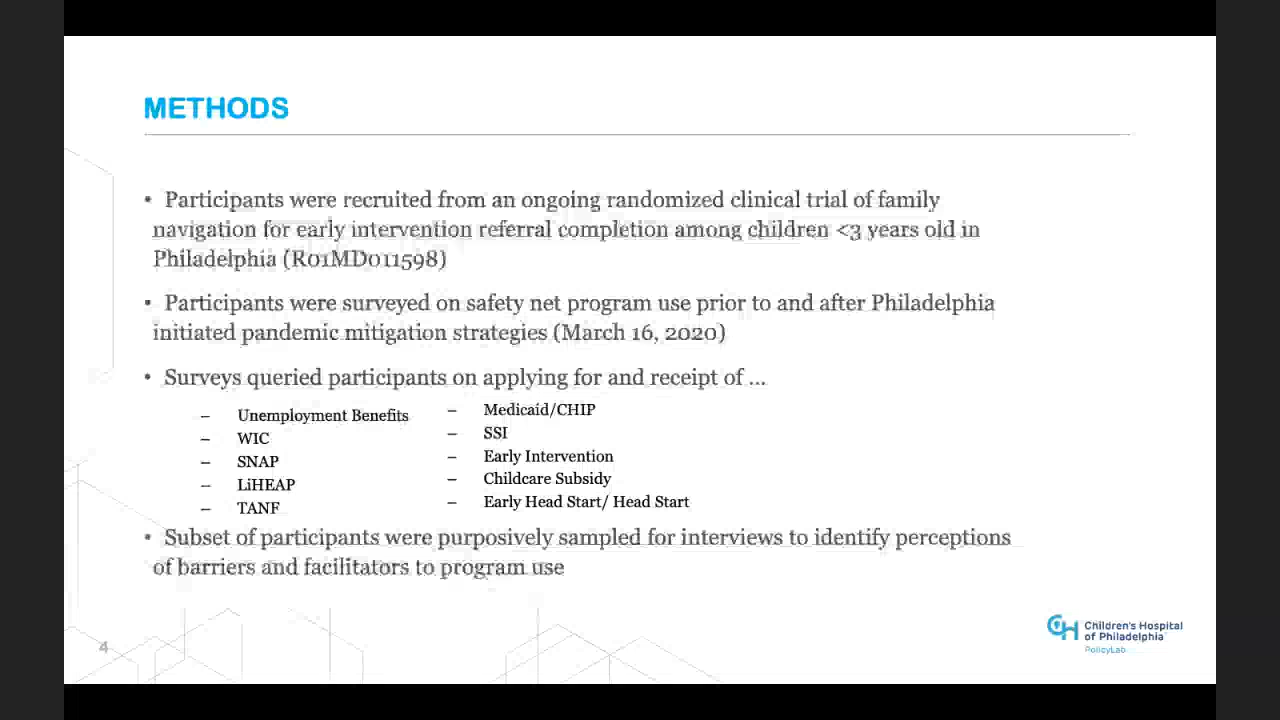 METHODS
• Participants were recruited from an ongoing randomized clinical trial of family
navigation for early intervention referral completion among children <3 years old in
Philadelphia (R01MD011598)
• Participants were surveyed on safety net program use prior to and after Philadelphia
initiated pandemic mitigation strategies (March 16, 2020)
• Surveys queried participants on applying for and receipt of ...
– Unemployment Benefits
– WIC
– SNAP
– LiHEAP
– TANF
– Medicaid/CHIP
– SSI
– Early Intervention
– Childcare Subsidy
– Early Head Start/ Head Start
• Subset of participants were purposively sampled for interviews to identify perceptions
of barriers and facilitators to program use
4
CH Children's Hospital
of Philadelphia
PolicyLab